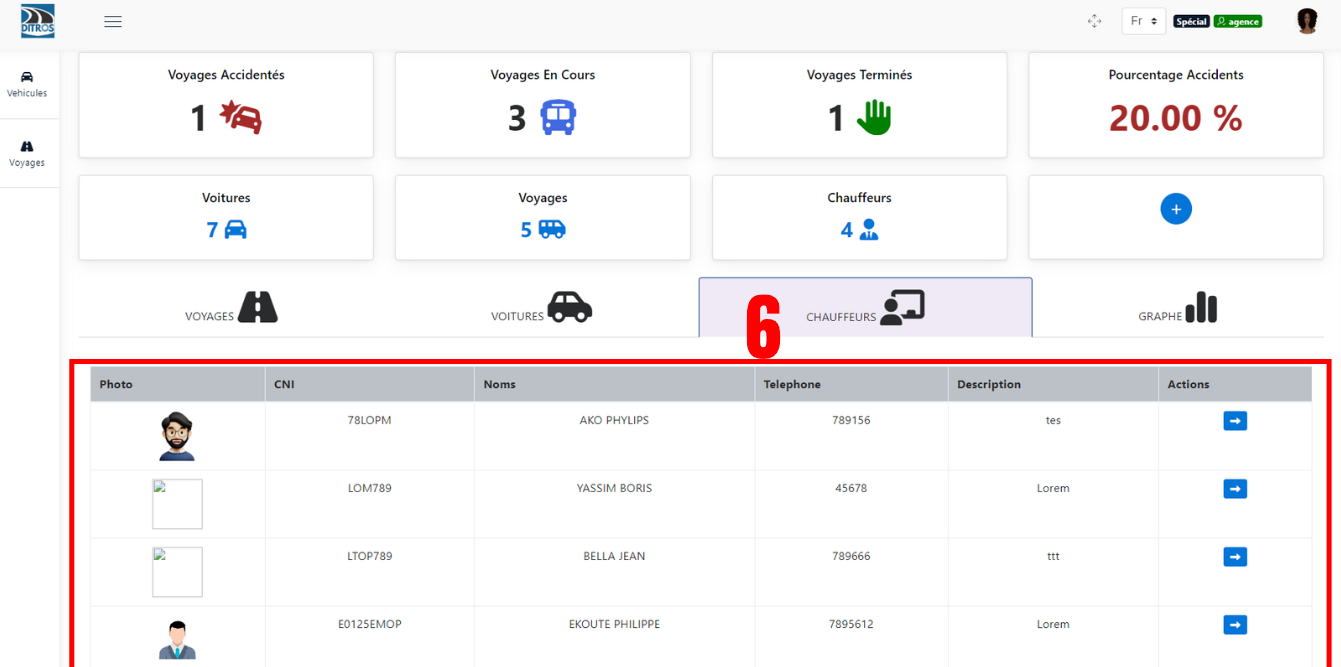 DITROS
Fr
Spécial
agence
Vehicules
Voyages
Voyages Accidentés
1
Voyages En Cours
3
Voyages Terminés
1
Pourcentage Accidents
20.00 %
Voitures
7
Voyages
5
Chauffeurs
4
+
VOYAGES
VOITURES
CHAUFFEURS
GRAPHE
6
Photo CNI Noms Telephone Description Actions
78LOPM AKO PHYLIPS 789156 tes
LOM789 YASSIM BORIS 45678 Lorem
LTOP789 BELLA JEAN 789666 ttt
E0125EMOP EKOUTE PHILIPPE 7895612 Lorem